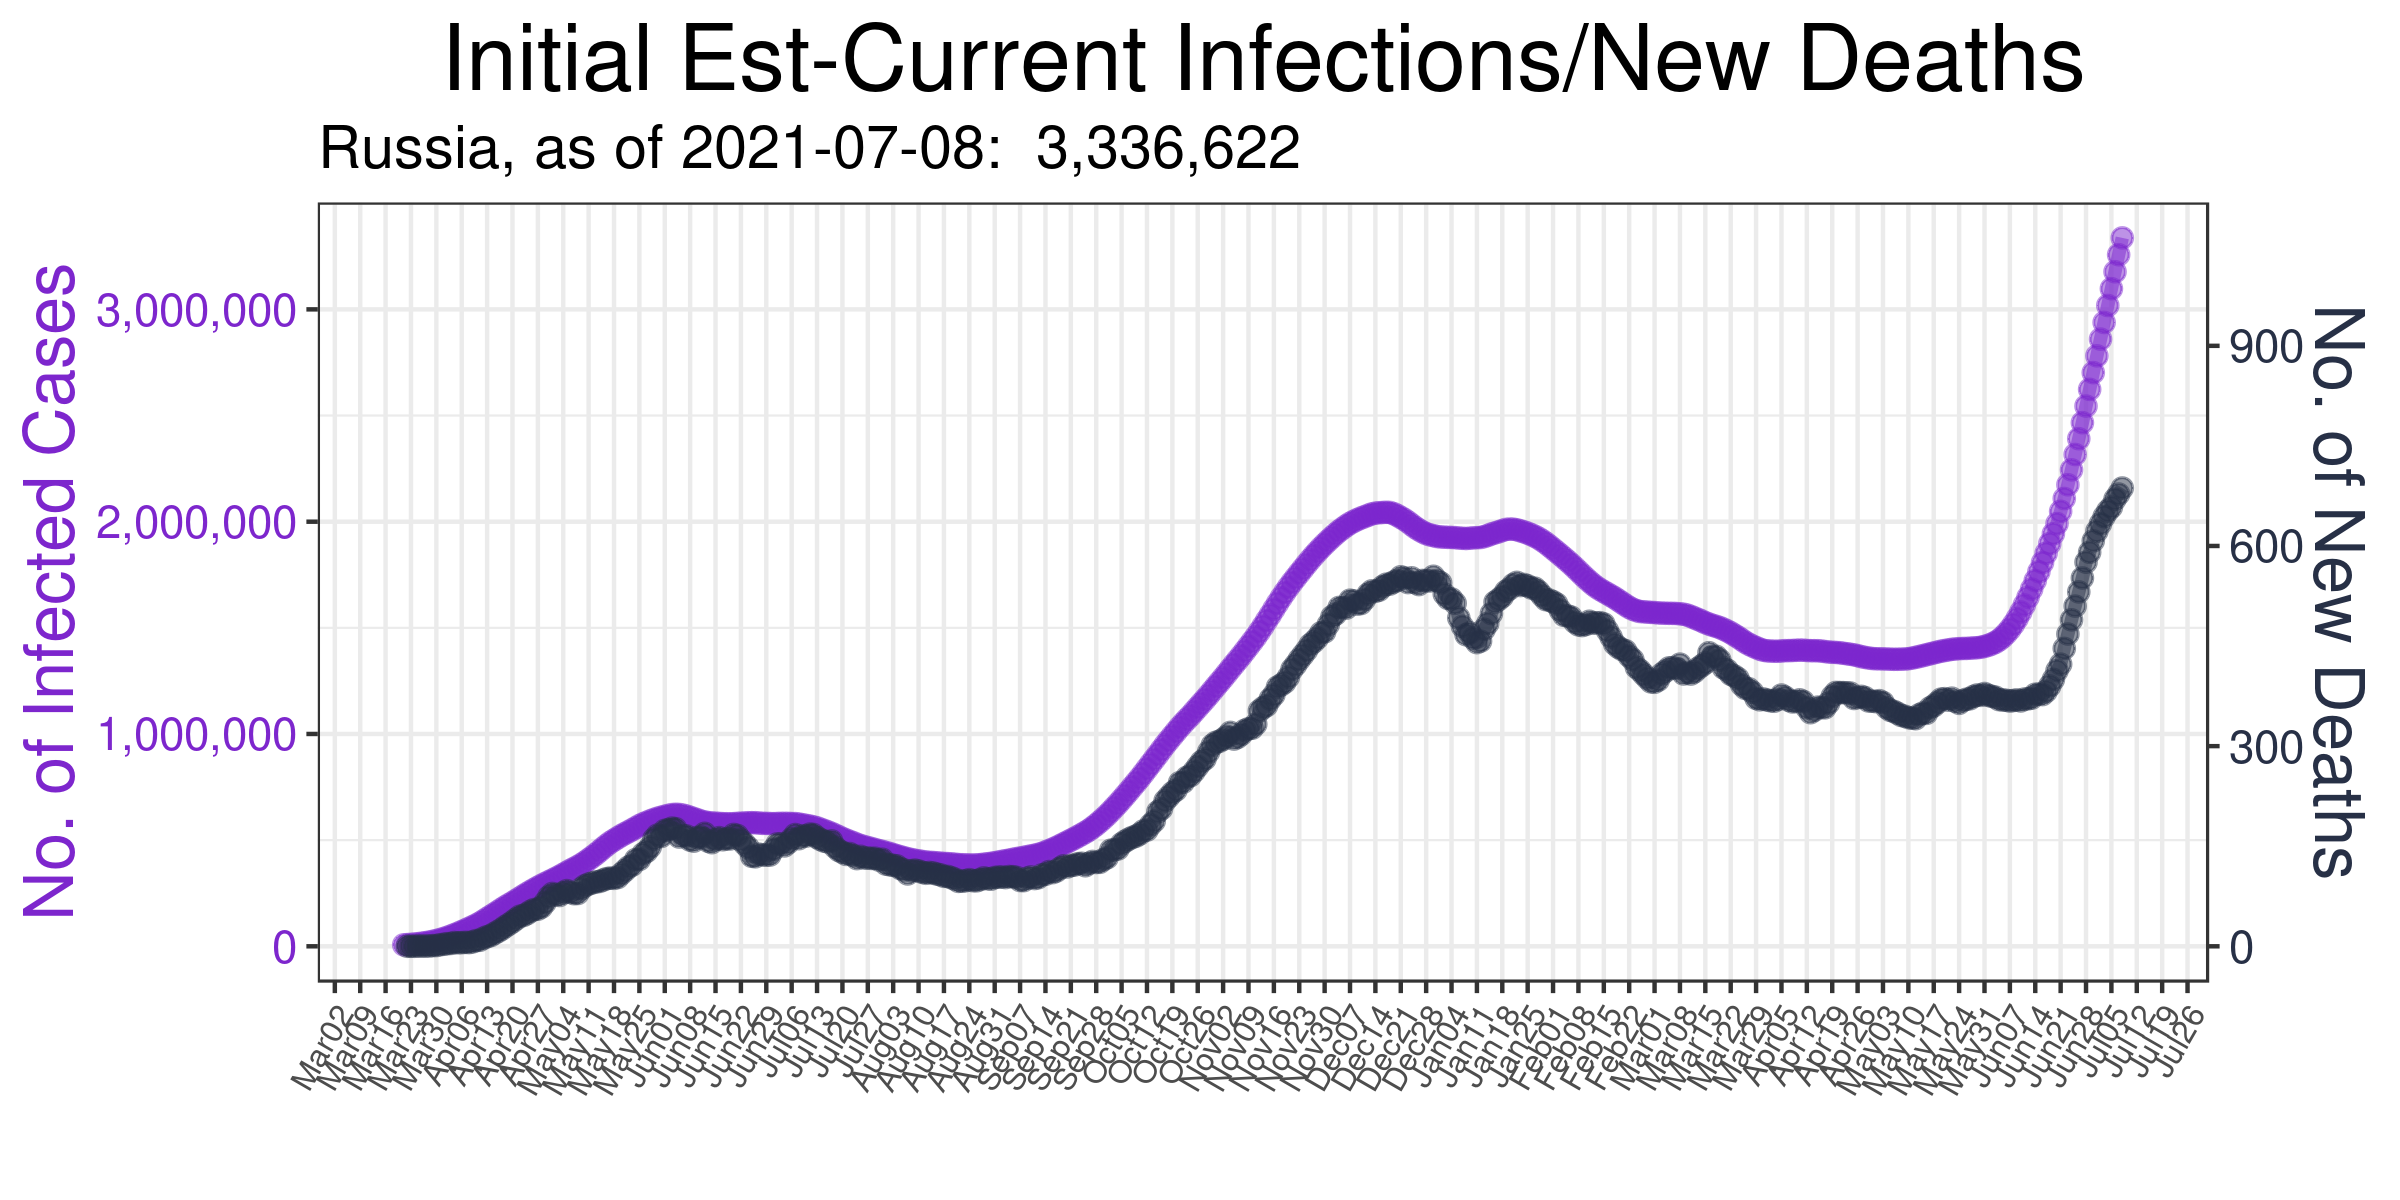 Initial Est-Current Infections/New Deaths
Russia, as of 2021-07-08:  3,336,622
No. of Infected Cases
3,000,000
2,000,000
1,000,000
0
No. of New Deaths
900
600
300
0
Mar02
Mar09
Mar16
Mar23
Mar30
Apr06
Apr13
Apr20
Apr27
May04
May11
May18
May25
Jun01
Jun08
Jun15
Jun22
Jun29
Jul06
Jul13
Jul20
Jul27
Aug03
Aug10
Aug17
Aug24
Aug31
Sep07
Sep14
Sep21
Sep28
Oct05
Oct12
Oct19
Oct26
Nov02
Nov09
Nov16
Nov23
Nov30
Dec07
Dec14
Dec21
Dec28
Jan04
Jan11
Jan18
Jan25
Feb01
Feb08
Feb15
Feb22
Mar01
Mar08
Mar15
Mar22
Mar29
Apr05
Apr12
Apr19
Apr26
May03
May10
May17
May24
May31
Jun07
Jun14
Jun21
Jun28
Jul05
Jul12
Jul19
Jul26